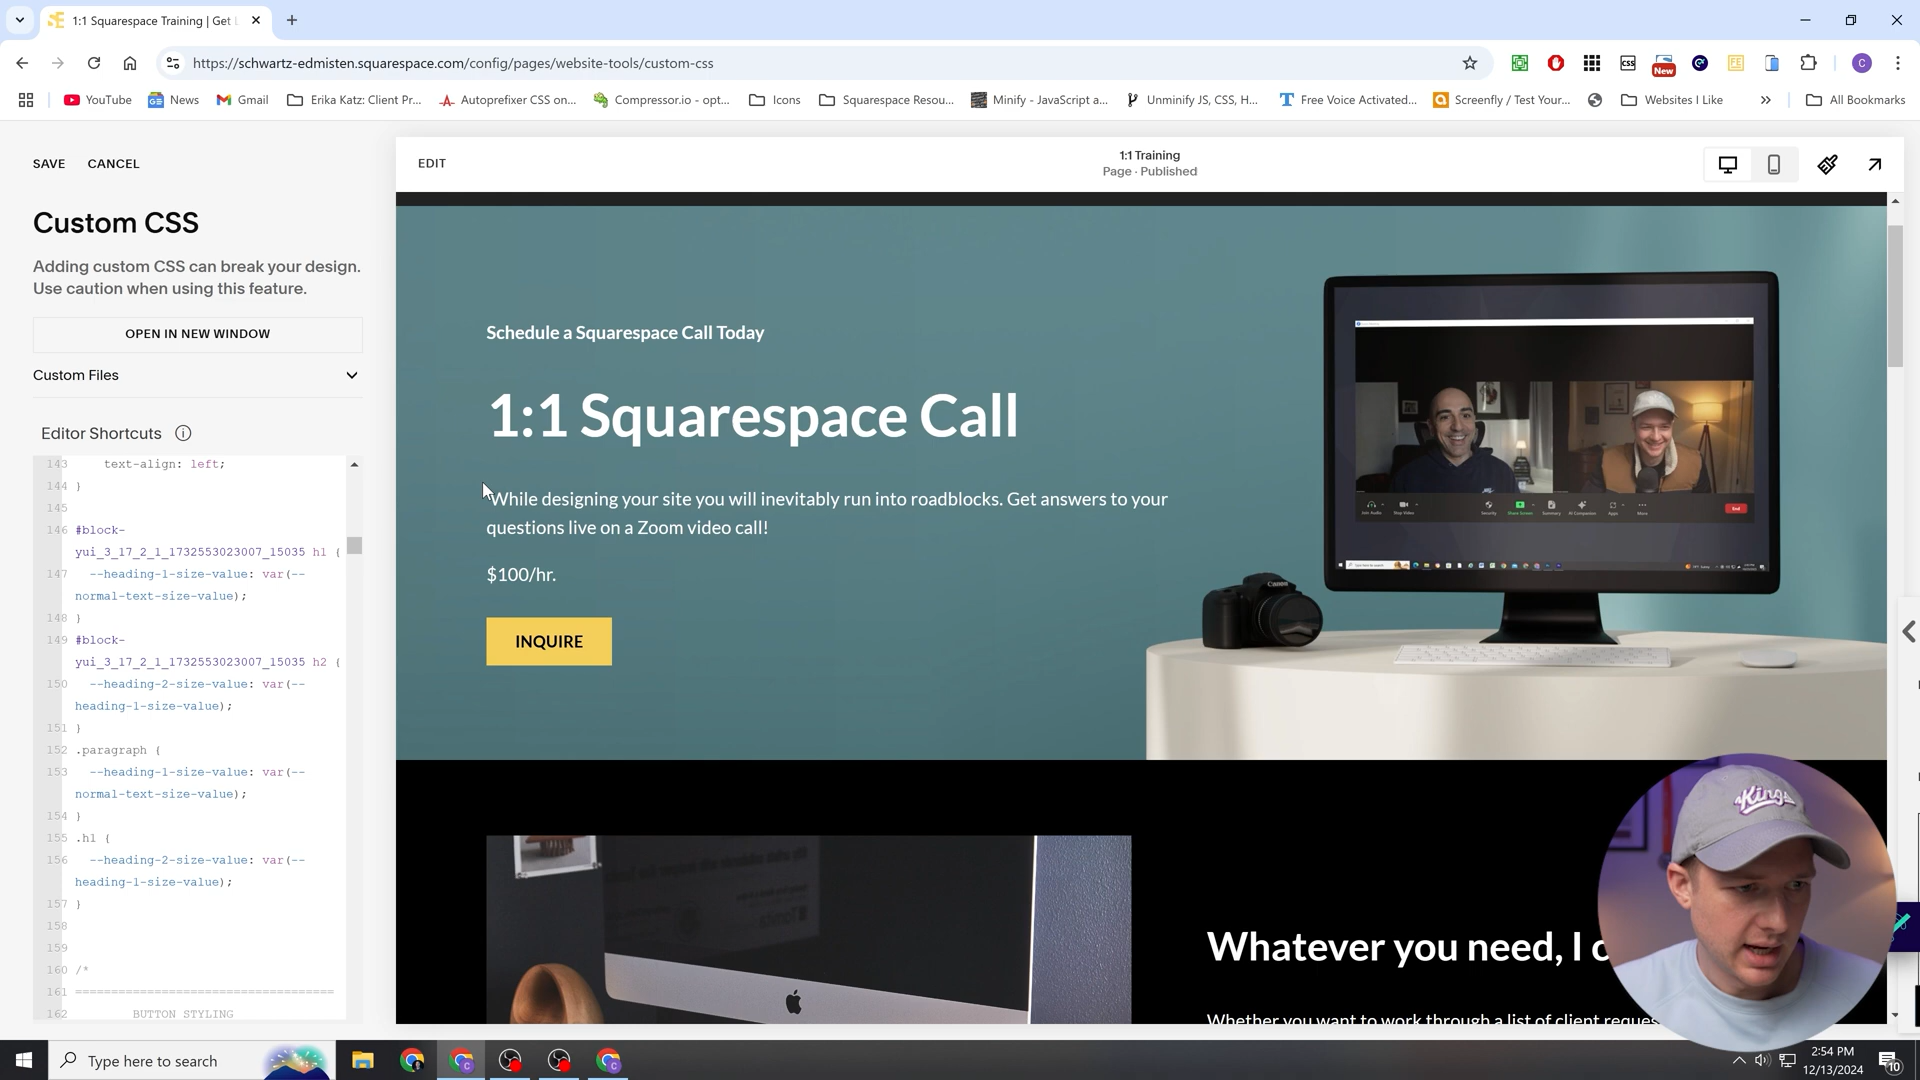 1:1 Squarespace Training | Get
https://schwartz-edmisten.squarespace.com/config/pages/website-tools/custom-css
New
YouTube
News
Gmail
Erika Katz: Client Pr...
Autoprefixer CSS on...
Compressor.io - opt...
Icons
Squarespace Resou...
Minify - JavaScript a...
Unminify JS, CSS, H...
Free Voice Activated...
Screenfly / Test Your...
Websites I Like
All Bookmarks
SAVE
CANCEL
EDIT
1:1 Training
Page · Published
Custom CSS
Adding custom CSS can break your design.
Use caution when using this feature.
OPEN IN NEW WINDOW
Custom Files
Editor Shortcuts
143 text-align: left;
144 }
145
146 #block-
yui_3_17_2_1_1732553023007_15035 h1 {
147 --heading-1-size-value: var(--
normal-text-size-value);
148 }
149 #block-
yui_3_17_2_1_1732553023007_15035 h2 {
150 --heading-2-size-value: var(--
heading-1-size-value);
151 }
152 .paragraph {
153 --heading-1-size-value: var(--
normal-text-size-value);
154 }
155 .h1 {
156 --heading-2-size-value: var(--
heading-1-size-value);
157 }
158
159
160 /*
161 ====================================
162 BUTTON STYLING
Schedule a Squarespace Call Today
1:1 Squarespace Call
While designing your site you will inevitably run into roadblocks. Get answers to your
questions live on a Zoom video call!
$100/hr.
INQUIRE
Canon
Whatever you need, I c
Whether you want to work through a list of client reques
Kings
Type here to search
2:54 PM
12/13/2024
10